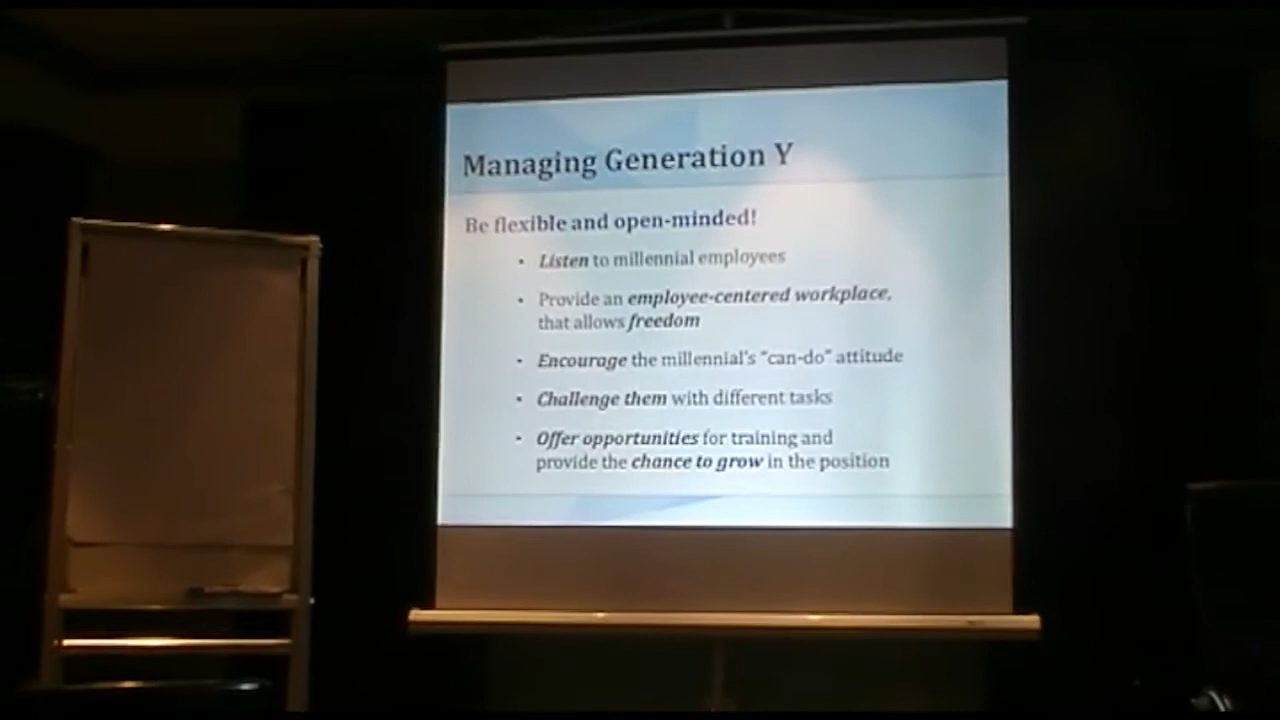 Managing Generation Y
Be flexible and open-minded!
• Listen to millennial employees
• Provide an employee-centered workplace,
that allows freedom
• Encourage the millennial's "can-do" attitude
• Challenge them with different tasks
• Offer opportunities for training and
provide the chance to grow in the position